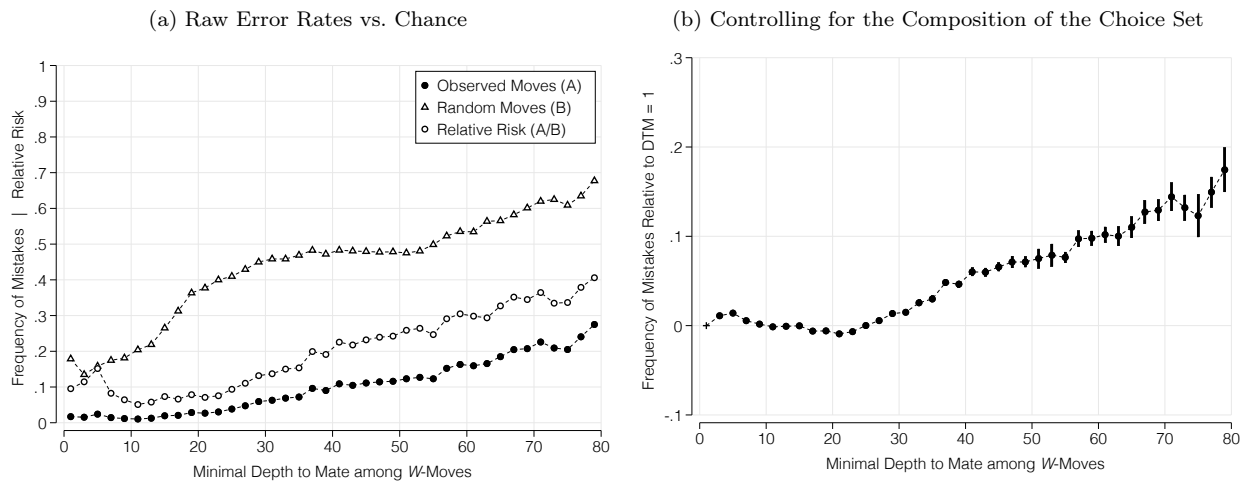 (a) Raw Error Rates vs. Chance
Frequency of Mistakes | Relative Risk
1
.9
.8
.7
.6
.5
.4
.3
.2
.1
0
Observed Moves (A)
Random Moves (B)
Relative Risk (A/B)
0 10 20 30 40 50 60 70 80
Minimal Depth to Mate among W-Moves
(b) Controlling for the Composition of the Choice Set
Frequency of Mistakes Relative to DTM = 1
.3
.2
.1
0
-.1
0 10 20 30 40 50 60 70 80
Minimal Depth to Mate among W-Moves